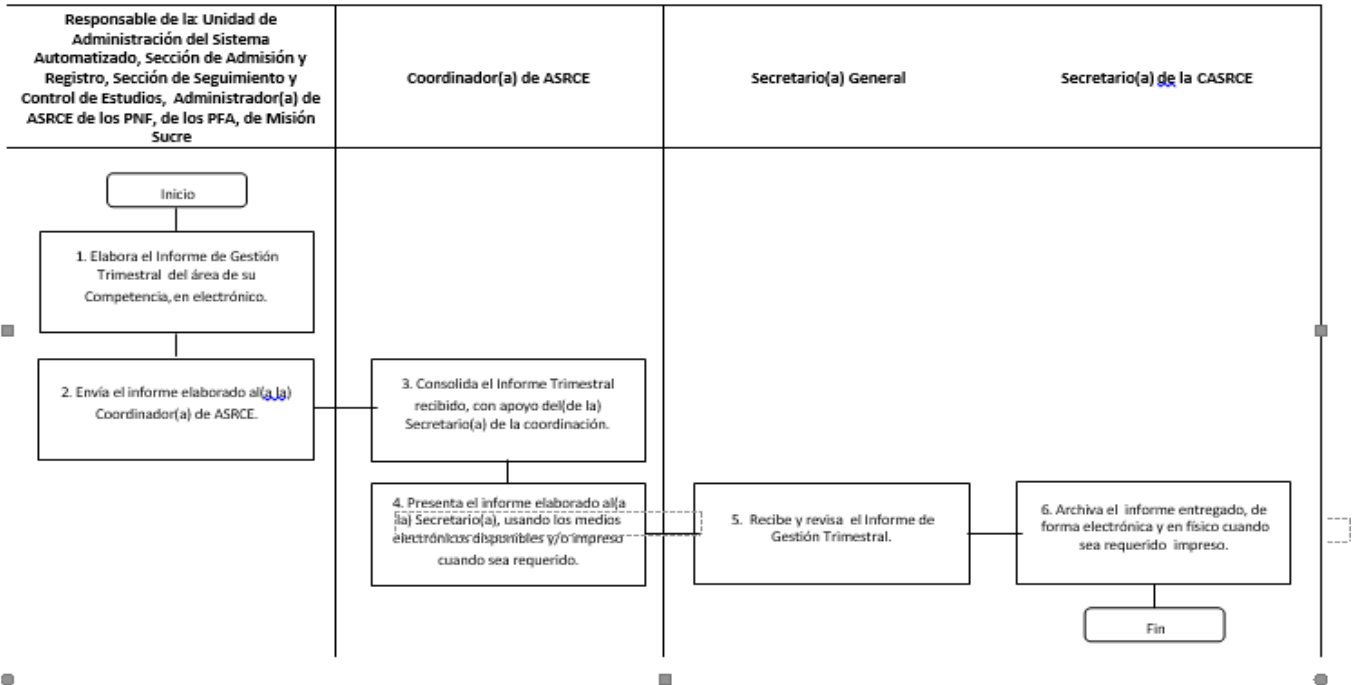 Responsable de la: Unidad de
Administración del Sistema
Automatizado, Sección de Admisión y
Registro, Sección de Seguimiento y
Control de Estudios, Administrador(a) de
ASRCE de los PNF, de los PFA, de Misión
Sucre
Coordinador(a) de ASRCE
Secretario(a) General
Secretario(a) de la CASRCE
Inicio
1. Elabora el Informe de Gestión
Trimestral del área de su
Competencia, en electrónico.
2. Envía el informe elaborado al(a la)
Coordinador(a) de ASRCE.
3. Consolida el Informe Trimestral
recibido, con apoyo del(de la)
Secretario(a) de la coordinación.
4. Presenta el informe elaborado al(a
la) Secretario(a), usando los medios
electrónicos disponibles y/o impreso
cuando sea requerido.
5. Recibe y revisa el Informe de
Gestión Trimestral.
6. Archiva el informe entregado, de
forma electrónica y en físico cuando
sea requerido impreso.
Fin